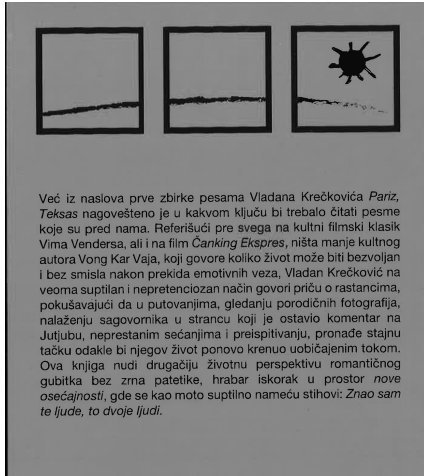 Već iz naslova prve zbirke pesama Vladana Krečkovića Pariz,
Teksas nagovešteno je u kakvom ključu bi trebalo čitati pesme
koje su pred nama. Referišući pre svega na kultni filmski klasik
Vima Vendersa, ali i na film Čanking Ekspres, ništa manje kultnog
autora Vong Kar Vaja, koji govore koliko život može biti bezvoljan
i bez smisla nakon prekida emotivnih veza, Vladan Krečković na
veoma suptilan i nepretenciozan način govori priču o rastancima,
pokušavajući da u putovanjima, gledanju porodičnih fotografija,
nalaženju sagovornika u strancu koji je ostavio komentar na
Jutjubu, neprestanim sećanjima i preispitivanju, pronađe stajnu
tačku odakle bi njegov život ponovo krenuo uobičajenim tokom.
Ova knjiga nudi drugačiju životnu perspektivu romantičnog
gubitka bez zrna patetike, hrabar iskorak u prostor nove
osećajnosti, gde se kao moto suptilno nameću stihovi: Znao sam
te ljude, to dvoje ljudi.